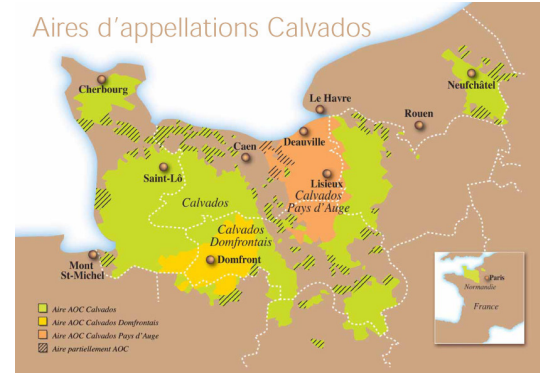 Aires d'appellations Calvados
Cherbourg
Neufchâtel
Le Havre
Rouen
Deauville
Caen
Saint-Lô
Lisieux
Calvados
Calvados
Pays d'Auge
Calvados
Domfrontais
Domfront
Mont
St-Michel
Paris
Normandie
France
Aire AOC Calvados
Aire AOC Calvados Domfrontais
Aire AOC Calvados Pays d'Auge
Aire partiellement AOC